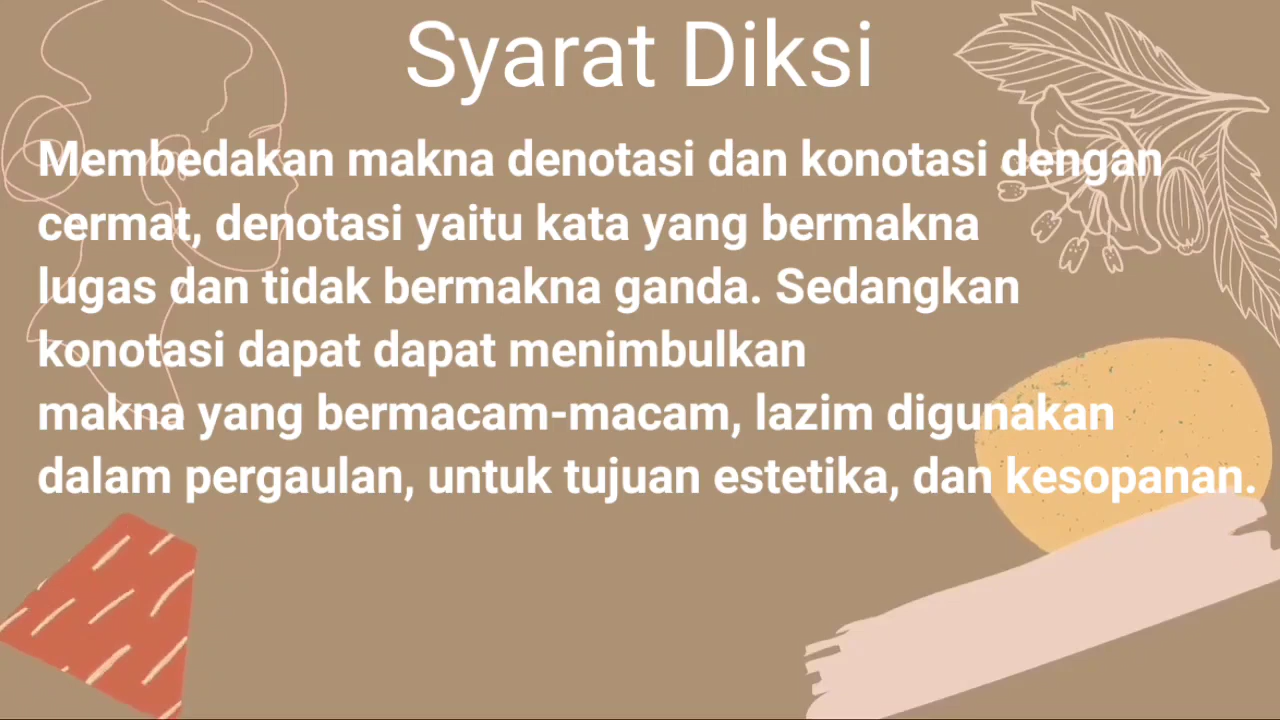 Syarat Diksi
Membedakan makna denotasi dan konotasi dengan
cermat, denotasi yaitu kata yang bermakna
lugas dan tidak bermakna ganda. Sedangkan
konotasi dapat dapat menimbulkan
makna yang bermacam-macam, lazim digunakan
dalam pergaulan, untuk tujuan estetika, dan kesopanan.